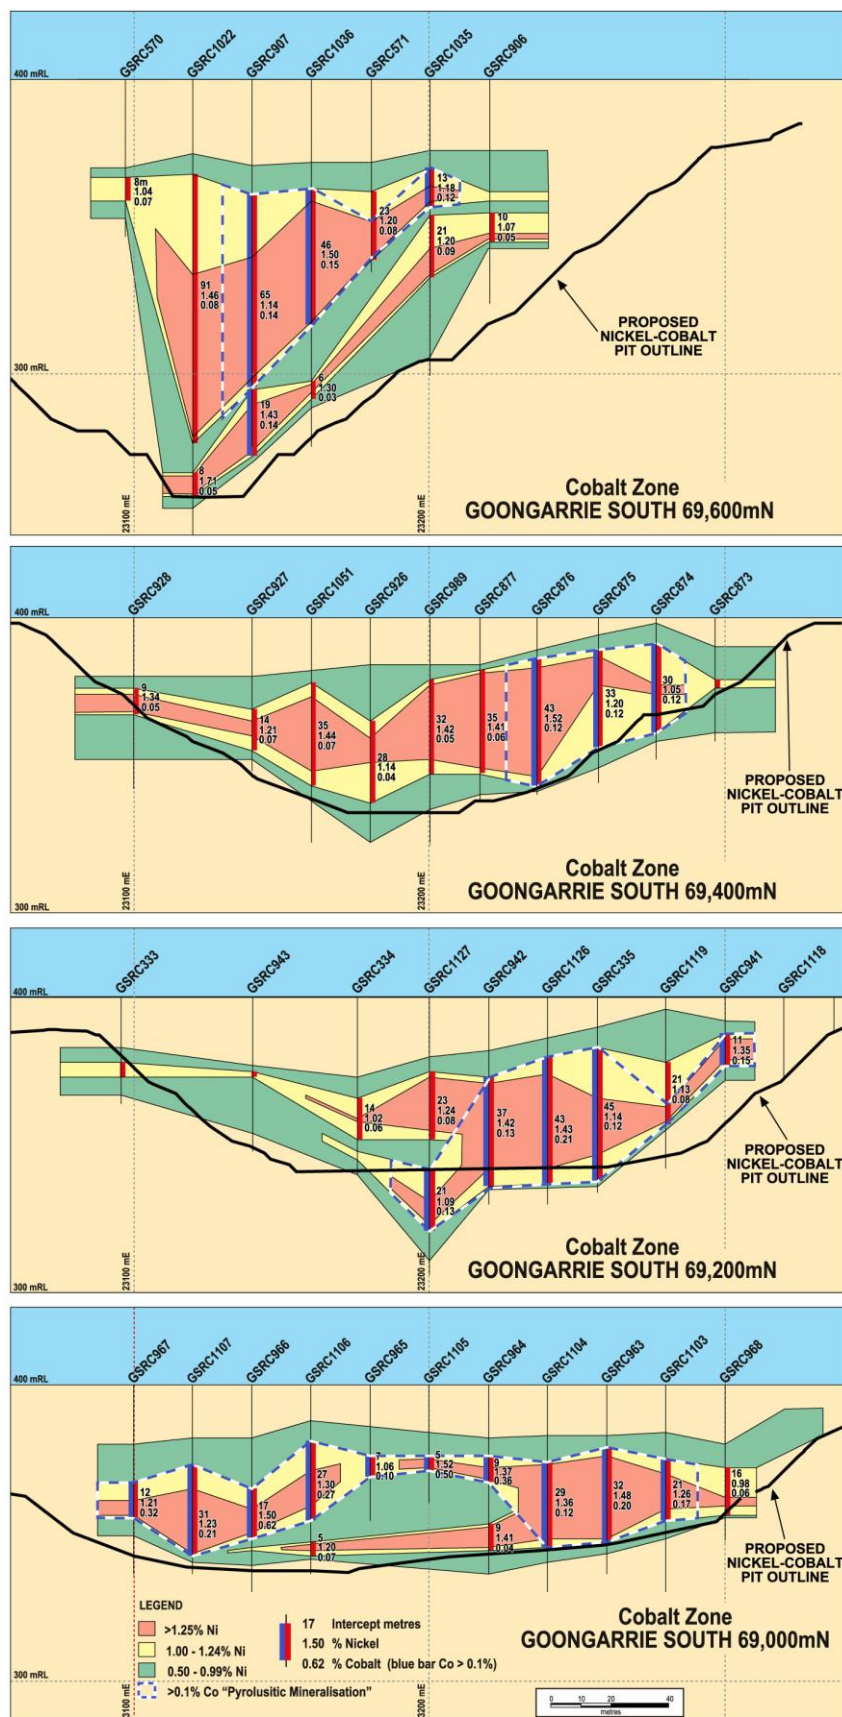 GSRC570
GSRC1022
GSRC907
GSRC1036
GSRC571
GSRC1035
GSRC906
400 mRL
8m
1.04
0.07
91
1.46
0.08
65
1.14
0.14
46
1.50
0.15
23
1.20
0.08
13
1.18
0.12
21
1.20
0.09
10
1.07
0.05
PROPOSED
NICKEL-COBALT
PIT OUTLINE
300 mRL
19
1.43
0.14
6
1.30
0.03
8
1.71
0.05
23100 mE
23200 mE
Cobalt Zone
GOONGARRIE SOUTH 69,600mN
GSRC928
GSRC927
GSRC1051
GSRC926
GSRC989
GSRC877
GSRC876
GSRC875
GSRC874
GSRC873
400 mRL
9
1.34
0.05
14
1.21
0.07
35
1.44
0.07
28
1.14
0.04
32
1.42
0.05
35
1.41
0.06
43
1.52
0.12
33
1.20
0.12
30
1.05
0.12
PROPOSED
NICKEL-COBALT
PIT OUTLINE
23100 mE
23200 mE
Cobalt Zone
GOONGARRIE SOUTH 69,400mN
300 mRL
GSRC333
GSRC943
GSRC334
GSRC1127
GSRC942
GSRC1126
GSRC335
GSRC1119
GSRC941
GSRC1118
400 mRL
14
1.02
0.06
23
1.24
0.08
21
1.09
0.13
37
1.42
0.13
43
1.43
0.21
45
1.14
0.12
21
1.13
0.08
11
1.35
0.15
PROPOSED
NICKEL-COBALT
PIT OUTLINE
23100 mE
23200 mE
Cobalt Zone
GOONGARRIE SOUTH 69,200mN
300 mRL
GSRC967
GSRC1107
GSRC966
GSRC1106
GSRC965
GSRC1105
GSRC964
GSRC1104
GSRC963
GSRC1103
GSRC968
400 mRL
12
1.21
0.32
31
1.23
0.21
17
1.50
0.62
27
1.30
0.27
5
1.20
0.07
7
1.06
0.10
5
1.52
0.50
9
1.37
0.36
9
1.41
0.04
29
1.36
0.12
32
1.48
0.20
21
1.26
0.17
16
0.98
0.06
PROPOSED
NICKEL-COBALT
PIT OUTLINE
LEGEND
>1.25% Ni
1.00 - 1.24% Ni
0.50 - 0.99% Ni
>0.1% Co "Pyrolusitic Mineralisation"
17 Intercept metres
1.50 % Nickel
0.62 % Cobalt (blue bar Co > 0.1%)
Cobalt Zone
GOONGARRIE SOUTH 69,000mN
300 mRL
23100 mE
23200 mE
0 10 20 30 40
metres